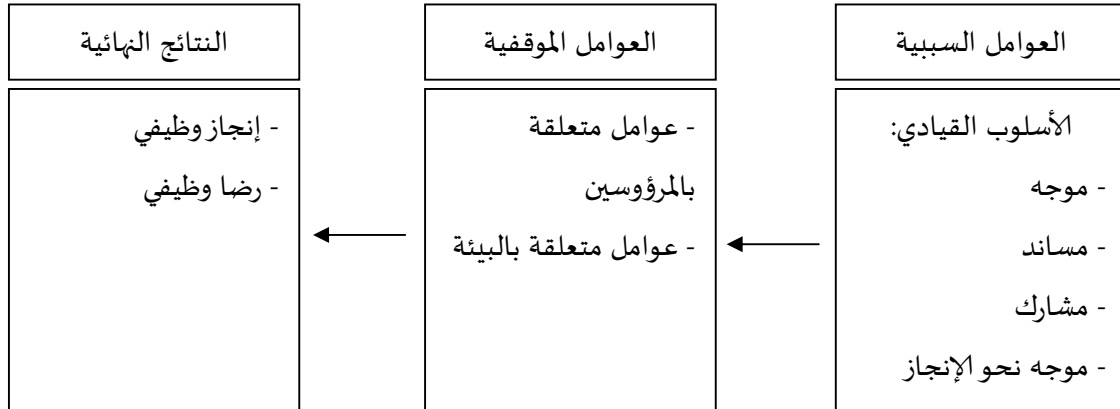 العوامل السببية
الأسلوب القيادي:
- موجه
- مساند
- مشارك
- موجه نحو الإنجاز
العوامل الموقفية
- عوامل متعلقة
بالمرؤوسين
- عوامل متعلقة بالبيئة
النتائج النهائية
- إنجاز وظيفي
- رضا وظيفي